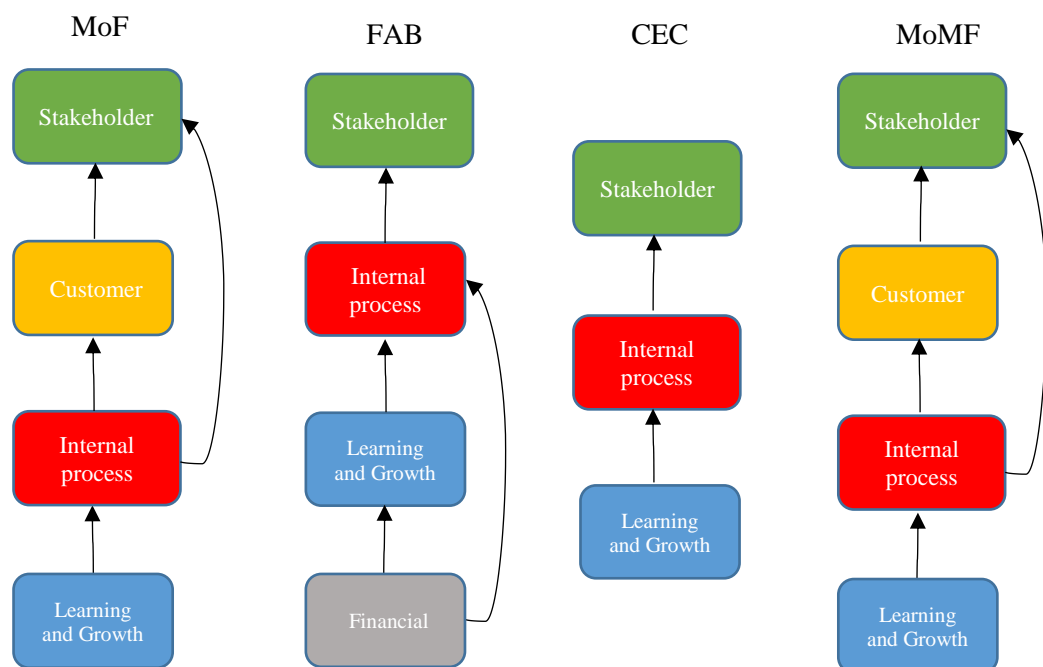 MoF
FAB
CEC
MoMF
Stakeholder
Customer
Internal
process
Learning
and Growth
Stakeholder
Internal
process
Learning
and Growth
Financial
Stakeholder
Internal
process
Learning
and Growth
Stakeholder
Customer
Internal
process
Learning
and Growth